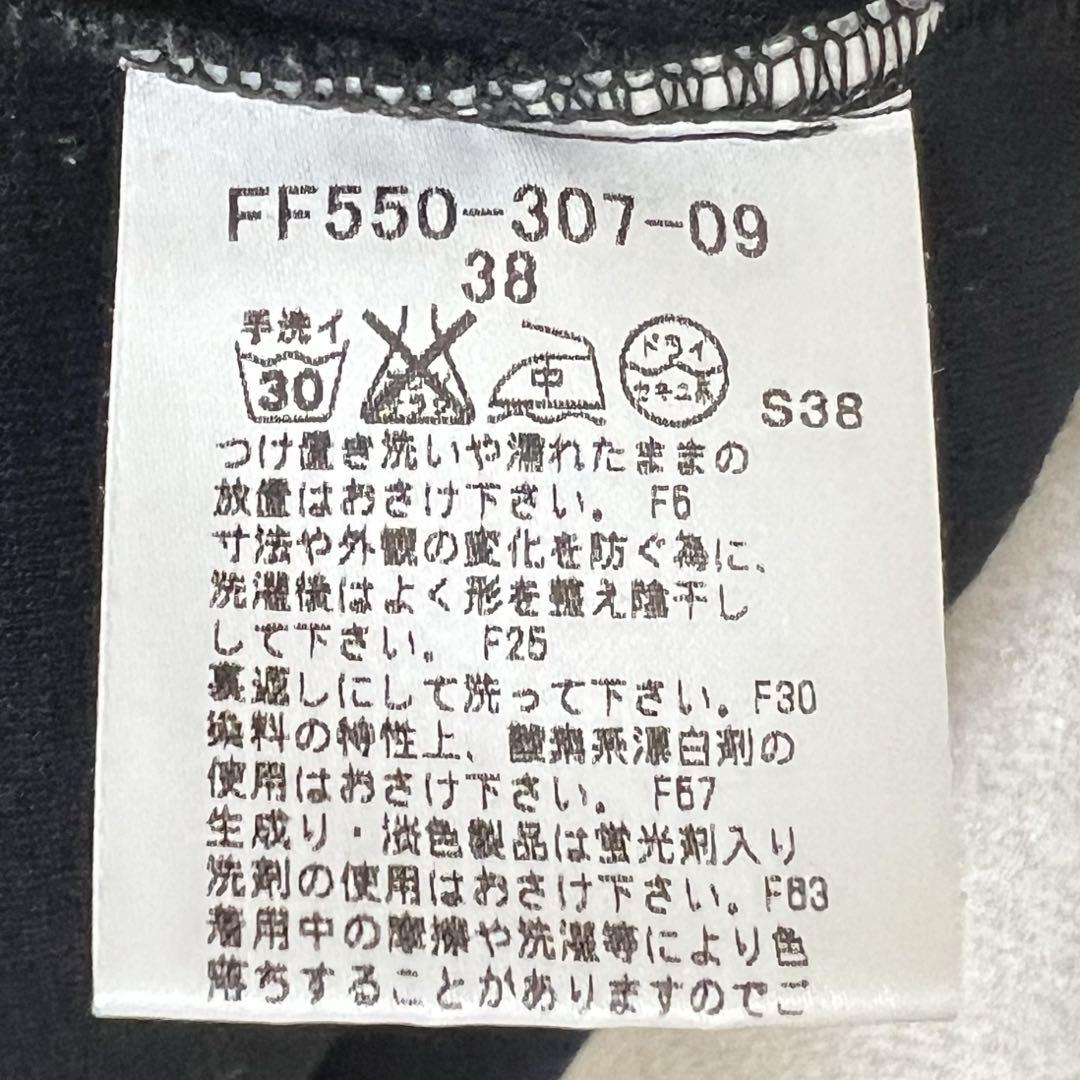 FF550-307-09
38
手洗イ
30
中
ドライ
セキユ系
S38
つけ置き洗いや濡れたままの
放置はおさけ下さい。 F6
寸法や外観の変化を防ぐ為に、
洗濯後はよく形を整え陰干し
して下さい。 F25
裏返しにして洗って下さい。F30
染料の特性上、酸素系漂白剤の
使用はおさけ下さい。 F67
生成り・淡色製品は蛍光剤入り
洗剤の使用はおさけ下さい。F83
着用中の摩擦や洗濯等により色
落ちすることがありますのでご